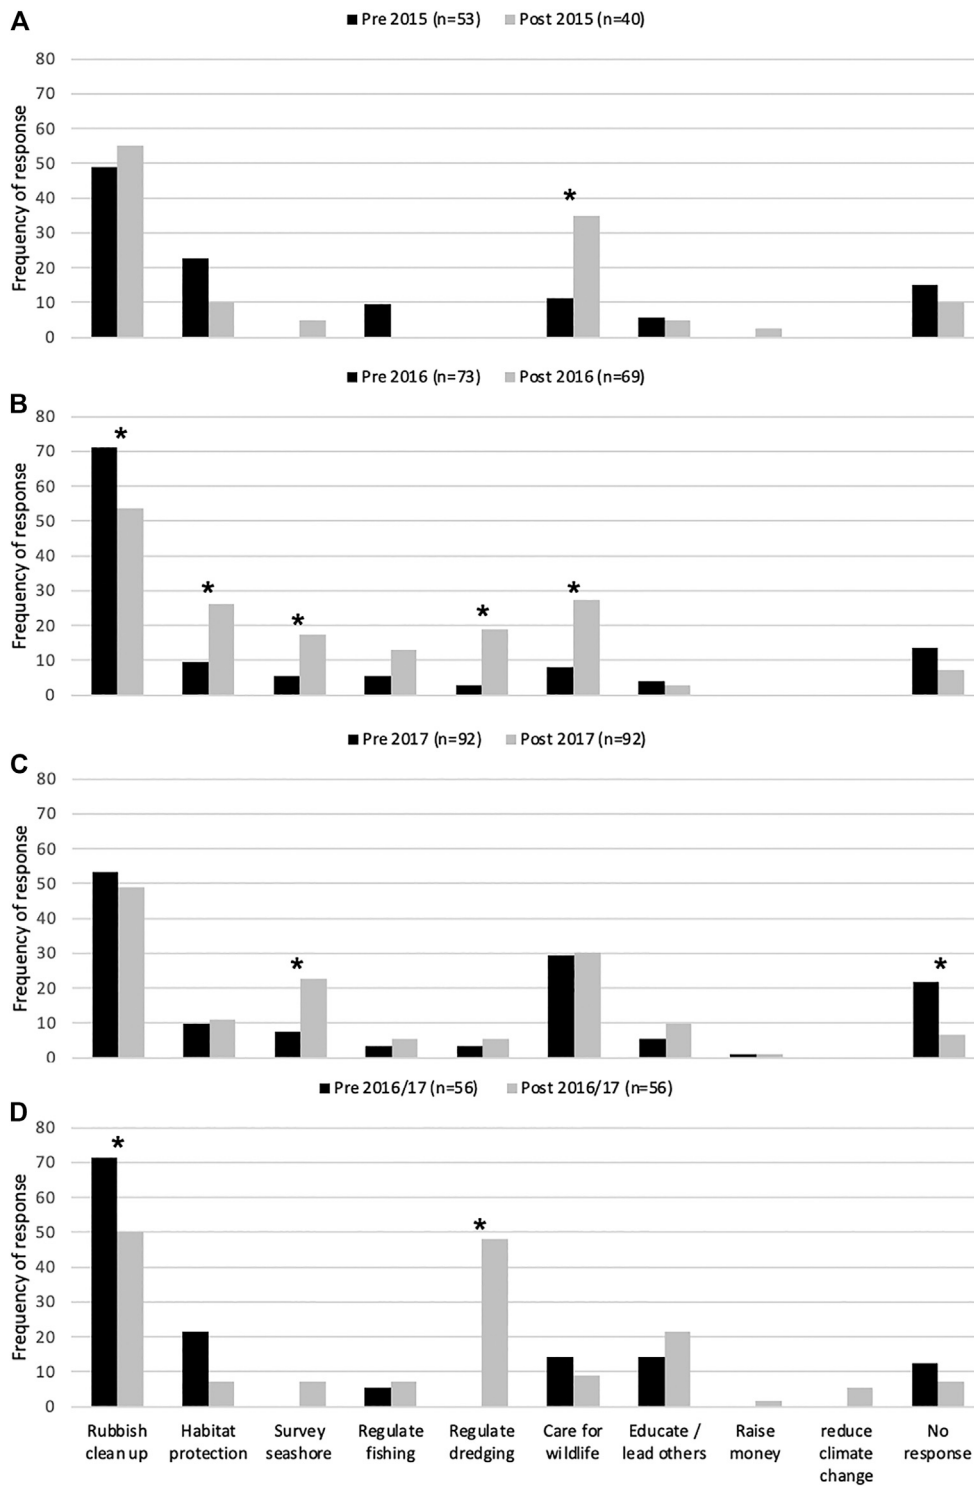 A
Pre 2015 (n=53) Post 2015 (n=40)
80
70
60
50
40
30
20
10
0
Frequency of response
*
B
Pre 2016 (n=73) Post 2016 (n=69)
80
70
60
50
40
30
20
10
0
Frequency of response
* * * * *
C
Pre 2017 (n=92) Post 2017 (n=92)
80
70
60
50
40
30
20
10
0
Frequency of response
* *
D
Pre 2016/17 (n=56) Post 2016/17 (n=56)
80
70
60
50
40
30
20
10
0
Frequency of response
* *
Rubbish
clean up
Habitat
protection
Survey
seashore
Regulate
fishing
Regulate
dredging
Care for
wildlife
Educate /
lead others
Raise
money
reduce
climate
change
No
response